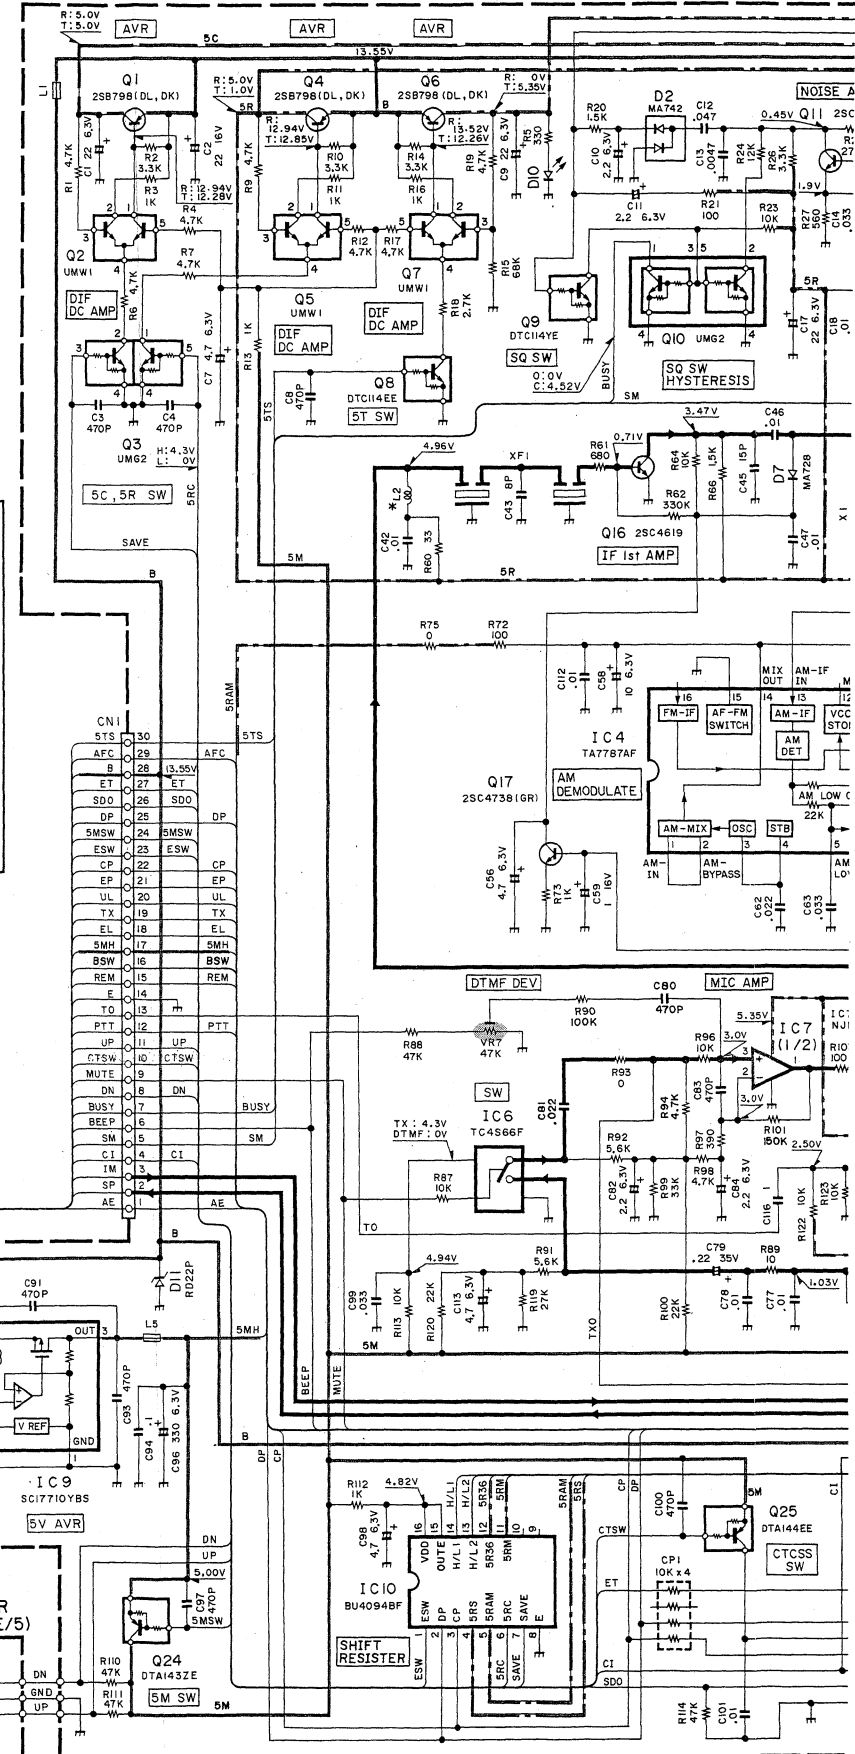 R:5.0V
T:5.0V
AVR
AVR
AVR
5C
13.55V
L1
Q1
2SB798(DL,DK)
R:5.0V
T:1.0V
5R
Q4
2SB798(DL,DK)
Q6
2SB798(DL,DK)
B
R: 0V
T:5.35V
R1 4.7K
C1 22 6.3V
R2
3.3K
R3
1K
C2
22 16V
R:12.94V
T:12.28V
R4
4.7K
R9 4.7K
R:
12.94V
T:12.85V
R10
3.3K
R11
1K
R14
3.3K
R16
1K
R:
13.52V
T:12.26V
R19
4.7K
C9 22 6.3V
R5
330
D10
R20
1.5K
C10
2.2 6.3V
D2
MA742
C12
.047
C13
.0047
R24
12K
R26
3.3K
NOISE A
0.45V
Q11
2SC
C11
2.2 6.3V
R21
100
R23
10K
1.9V
R27
560
C14
.033
Q2
UMW1
DIF
DC AMP
R6 4.7K
R7
4.7K
R12
4.7K
R17
4.7K
Q5
UMW1
DIF
DC AMP
Q7
UMW1
DIF
DC AMP
R15
68K
R18
2.7K
Q9
DTC114YE
SQ SW
0:0V
C:4.52V
BUSY
Q10 UMG2
SQ SW
HYSTERESIS
5R
C17
22 6.3V
C18
.01
C7 4.7 6.3V
R13 1K
5TS
C8
470P
Q8
DTC114EE
5T SW
SM
C3
470P
C4
470P
Q3
UMG2
H:4.3V
L: 0V
5C,5R SW
5RC
SAVE
B
4.96V
*L2
C42
.01
R60 33
XF1
C43 8P
R61
680
0.71V
R62
330K
Q16 2SC4619
IF 1st AMP
3.47V
R64
10K
R66 1.5K
C45 15P
C46
.01
D7
MA728
C47
.01
X1
5M
5R
R75
0
R72
100
5RAM
C112
.01
C58
10 6.3V
IC4
TA7787AF
AM
DEMODULATE
MIX
OUT
AM-IF
IN
16
15
14
13
12
FM-IF
AF-FM
SWITCH
AM-IF
AM
DET
AM LOW C
22K
AM-MIX
OSC
STB
1
2
3
4
5
AM-
IN
AM-
BYPASS
C62
.022
C63
.033
Q17
2SC4738(GR)
C56
4.7 6.3V
R73
1K
C59
1 16V
CN1
5TS 30 5TS
AFC 29 AFC
B 28 13.55V
ET 27 ET
SDO 26 SDO
DP 25 DP
5MSW 24 5MSW
ESW 23 ESW
CP 22 CP
EP 21 EP
UL 20 UL
TX 19 TX
EL 18 EL
5MH 17 5MH
BSW 16 BSW
REM 15 REM
E 14
TO 13
PTT 12 PTT
UP 11 UP
CTSW 10 CTSW
MUTE 9
DN 8 DN
BUSY 7 BUSY
BEEP 6
SM 5 SM
CI 4 CI
IM 3
SP 2
AE 1 AE
DTMF DEV
R88
47K
VR7
47K
R90
100K
C80
470P
MIC AMP
5.35V
IC7
(1/2)
R96
10K
3.0V
C83
470P
3.0V
R101
150K
2.50V
R93
0
R94
4.7K
R97
390
R98
4.7K
SW
IC6
TC4S66F
TX:4.3V
DTMF:0V
R87
10K
TO
C81
.022
R92
5.6K
C82
2.2 6.3V
R99
33K
C84
2.2 6.3V
C116 1
R122
10K
R123
10K
4.94V
C99
.033
R113 10K
R120 22K
C113
4.7 6.3V
R91
5.6K
R119
27K
TXO
R100
22K
C79
.22 35V
C78
.01
R89
10
C77
.01
1.03V
5M
B
D11
RD22P
C91
470P
OUT 3
L5
5MH
V REF
GND
1
C93 470P
C94 .1
C96 330 6.3V
IC9
SCI7710YBS
5V AVR
BEEP
MUTE
B
DP
CP
R112
1K
4.82V
C98
4.7 6.3V
H/L1
H/L2
5R36
5RM
5RAM
5RS
16 15 14 13 12 11 10 9
VDD
OUTE
H/L1
H/L2
5R36
5RM
IC10
BU4094BF
ESW
DP
CP
5RS
5RAM
5RC
SAVE
E
1 2 3 4 5 6 7 8
SHIFT
RESISTER
ESW
5RC
SAVE
CP
DP
C100
470P
5M
Q25
DTA144EE
CTCSS
SW
CTSW
CP1
10K x4
ET
CI
CI
SDO
R114
47K
C101
.01
DN
UP
5.00V
C97
470P
5MSW
Q24
DTA143ZE
5M SW
5M
R
E/5)
DN
GND
UP
R110
47K
R111
47K